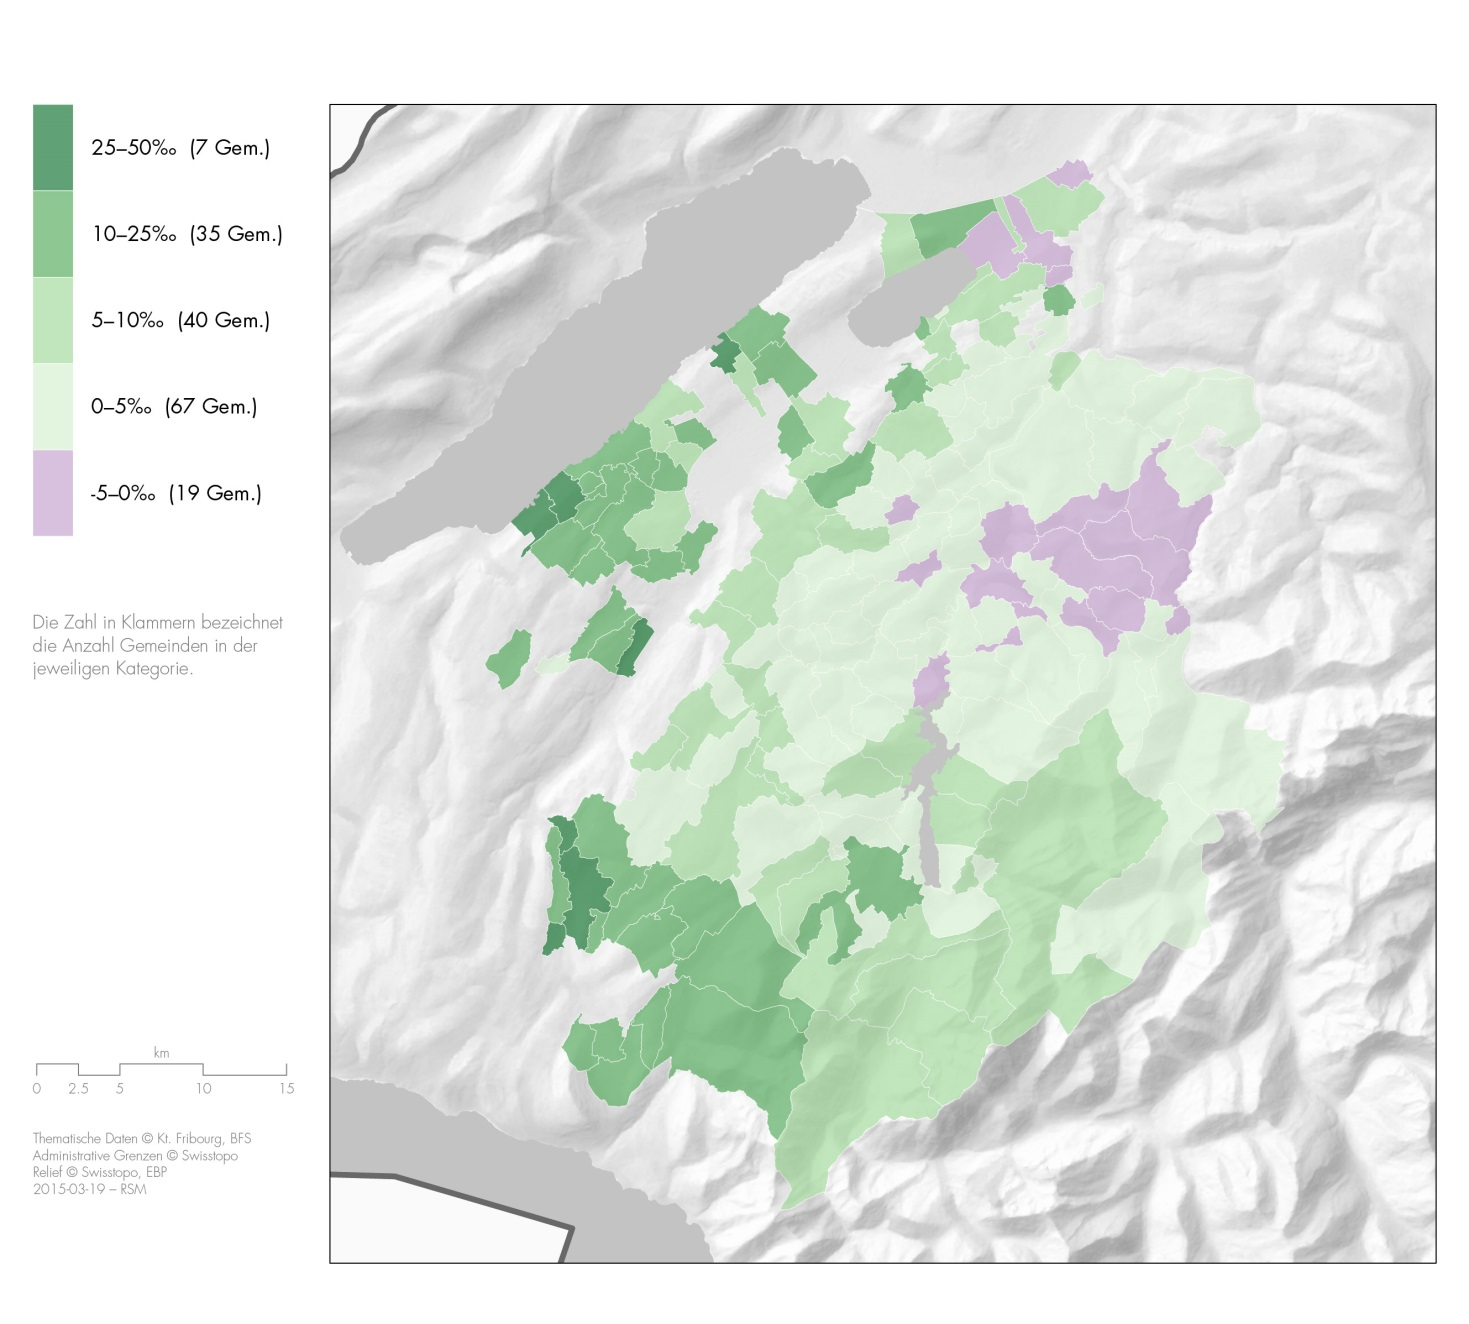 25–50‰ (7 Gem.)
10–25‰ (35 Gem.)
5–10‰ (40 Gem.)
0–5‰ (67 Gem.)
-5–0‰ (19 Gem.)
Die Zahl in Klammern bezeichnet
die Anzahl Gemeinden in der
jeweiligen Kategorie.
km
0 2.5 5 10 15
Thematische Daten © Kt. Fribourg, BFS
Administrative Grenzen © Swisstopo
Relief © Swisstopo, EBP
2015-03-19 – RSM